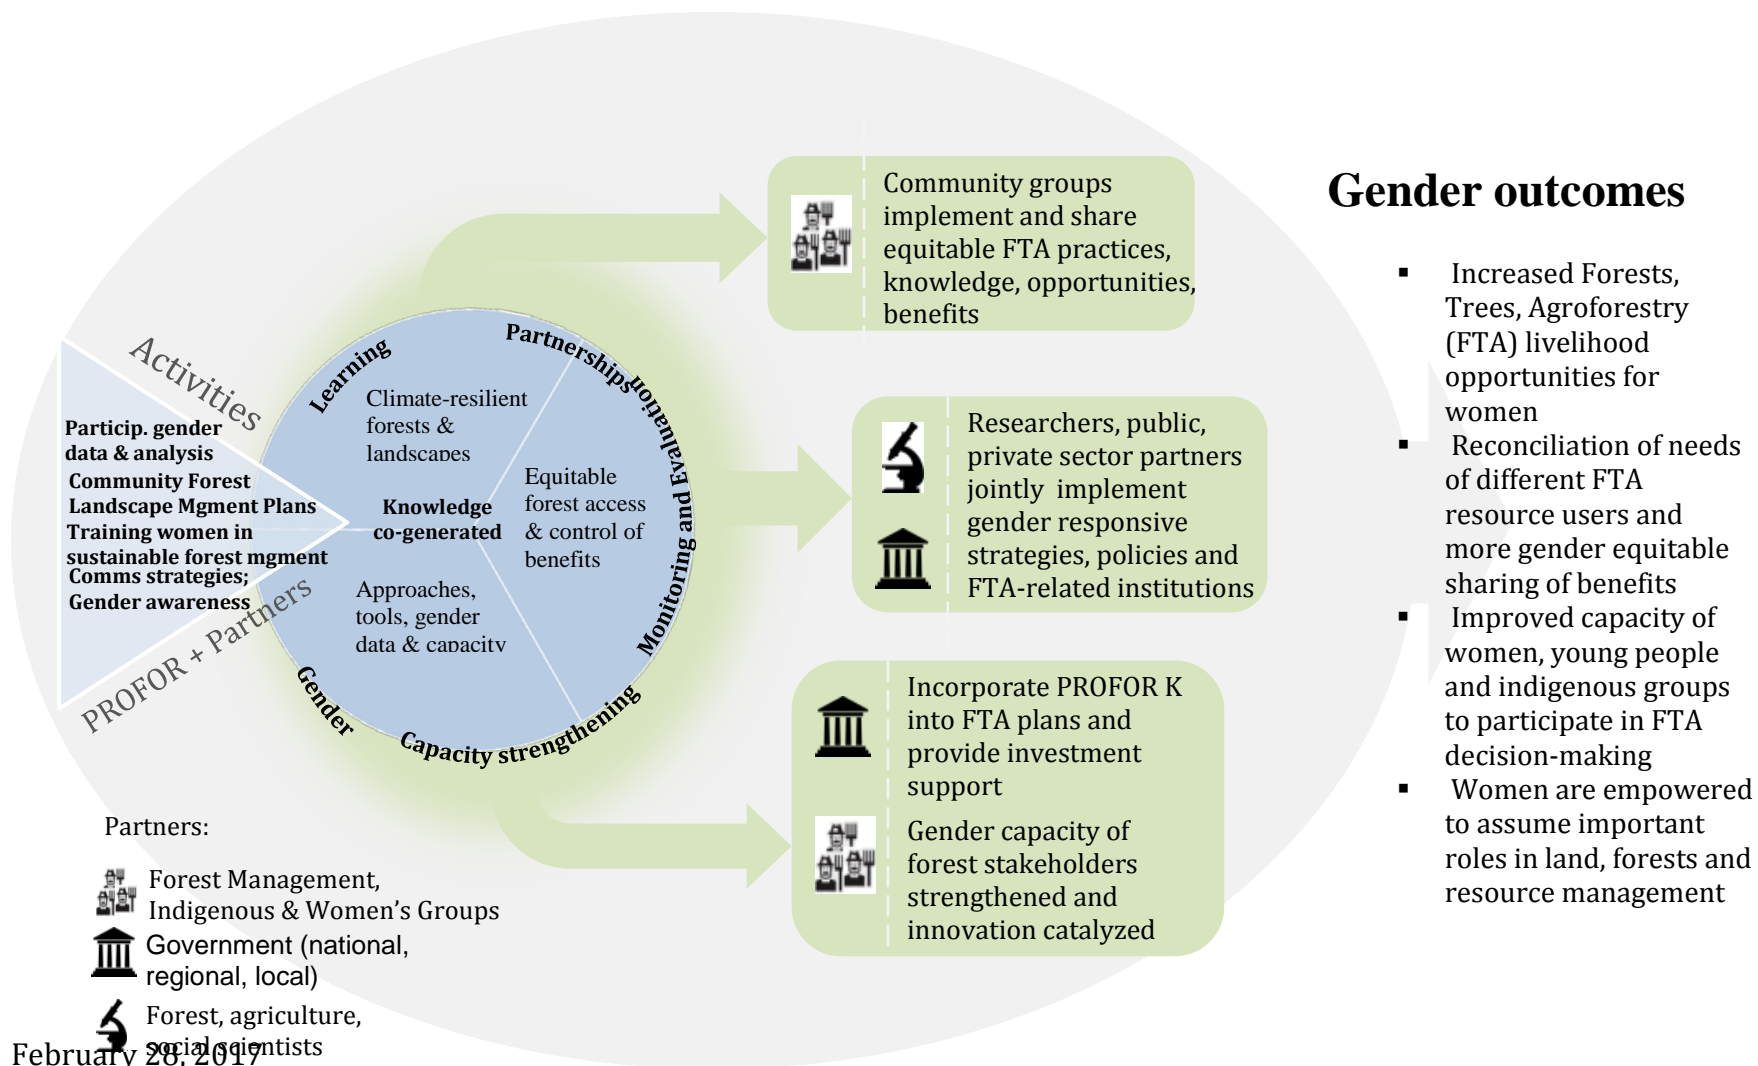 Activities
Particip. gender
data & analysis
Community Forest
Landscape Mgment Plans
Training women in
sustainable forest mgment
Comms strategies;
Gender awareness
PROFOR + Partners
Learning
Partnerships
Monitoring and Evaluation
Capacity strengthening
Gender
Climate-resilient
forests &
landscapes
Knowledge
co-generated
Equitable
forest access
& control of
benefits
Approaches,
tools, gender
data & capacity
Community groups
implement and share
equitable FTA practices,
knowledge, opportunities,
benefits
Researchers, public,
private sector partners
jointly implement
gender responsive
strategies, policies and
FTA-related institutions
Incorporate PROFOR K
into FTA plans and
provide investment
support
Gender capacity of
forest stakeholders
strengthened and
innovation catalyzed
Gender outcomes
▪ Increased Forests,
Trees, Agroforestry
(FTA) livelihood
opportunities for
women
▪ Reconciliation of needs
of different FTA
resource users and
more gender equitable
sharing of benefits
▪ Improved capacity of
women, young people
and indigenous groups
to participate in FTA
decision-making
▪ Women are empowered
to assume important
roles in land, forests and
resource management
Partners:
Forest Management,
Indigenous & Women's Groups
Government (national,
regional, local)
Forest, agriculture,
social scientists
February 28, 2017